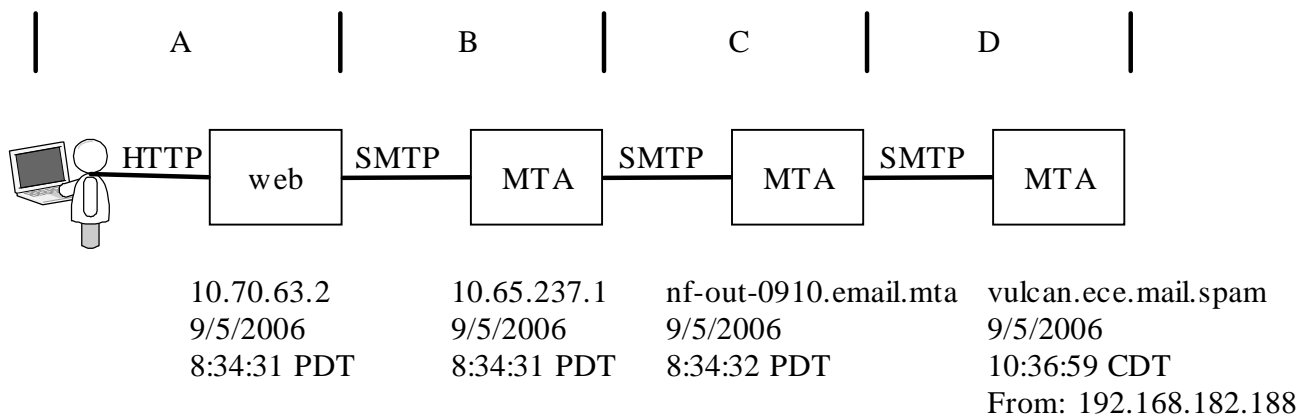 A B C D
HTTP SMTP SMTP SMTP
web MTA MTA MTA
10.70.63.2 10.65.237.1 nf-out-0910.email.mta vulcan.ece.mail.spam
9/5/2006 9/5/2006 9/5/2006 9/5/2006
8:34:31 PDT 8:34:31 PDT 8:34:32 PDT 10:36:59 CDT
From: 192.168.182.188